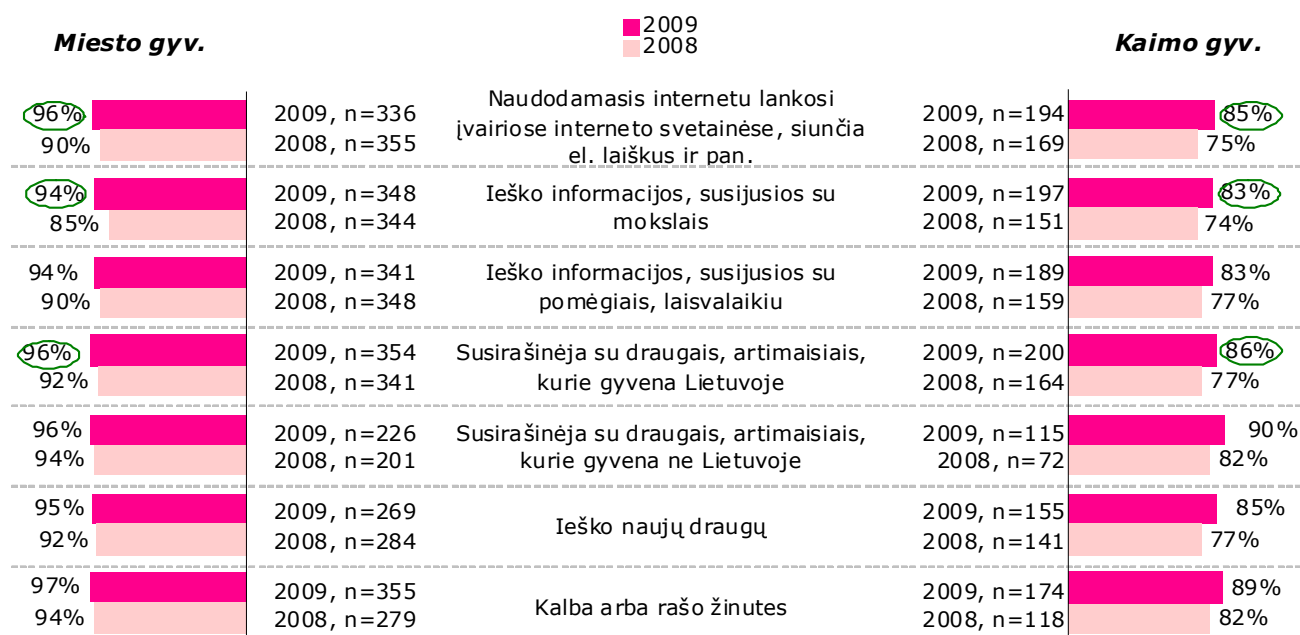 Miesto gyv.
2009
2008
Kaimo gyv.
96%
90%
2009, n=336
2008, n=355
Naudodamasis internetu lankosi
įvairiose interneto svetainėse, siunčia
el. laiškus ir pan.
2009, n=194
2008, n=169
85%
75%
94%
85%
2009, n=348
2008, n=344
Ieško informacijos, susijusios su
mokslais
2009, n=197
2008, n=151
83%
74%
94%
90%
2009, n=341
2008, n=348
Ieško informacijos, susijusios su
pomėgiais, laisvalaikiu
2009, n=189
2008, n=159
83%
77%
96%
92%
2009, n=354
2008, n=341
Susirašinėja su draugais, artimaisiais,
kurie gyvena Lietuvoje
2009, n=200
2008, n=164
86%
77%
96%
94%
2009, n=226
2008, n=201
Susirašinėja su draugais, artimaisiais,
kurie gyvena ne Lietuvoje
2009, n=115
2008, n=72
90%
82%
95%
92%
2009, n=269
2008, n=284
Ieško naujų draugų
2009, n=155
2008, n=141
85%
77%
97%
94%
2009, n=355
2008, n=279
Kalba arba rašo žinutes
2009, n=174
2008, n=118
89%
82%